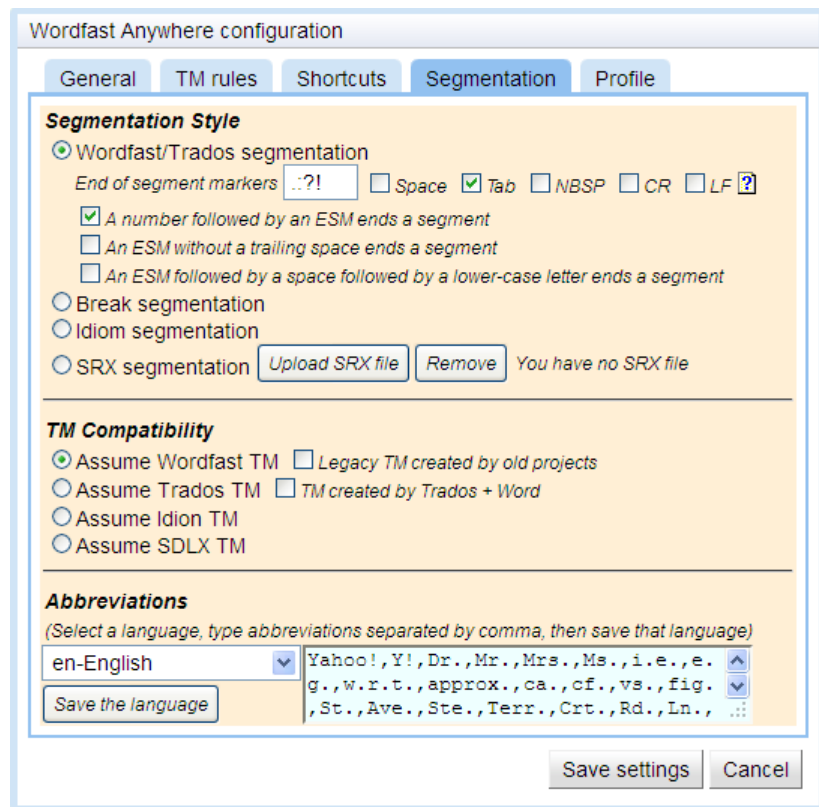 Wordfast Anywhere configuration
General TM rules Shortcuts Segmentation Profile
Segmentation Style
Wordfast/Trados segmentation
End of segment markers .:?! Space Tab NBSP CR LF ?
A number followed by an ESM ends a segment
An ESM without a trailing space ends a segment
An ESM followed by a space followed by a lower-case letter ends a segment
Break segmentation
Idiom segmentation
SRX segmentation Upload SRX file Remove You have no SRX file
TM Compatibility
Assume Wordfast TM Legacy TM created by old projects
Assume Trados TM TM created by Trados + Word
Assume Idion TM
Assume SDLX TM
Abbreviations
(Select a language, type abbreviations separated by comma, then save that language)
en-English
Save the language
Yahoo!,Y!,Dr.,Mr.,Mrs.,Ms.,i.e.,e.
g.,w.r.t.,approx.,ca.,cf.,vs.,fig.
,St.,Ave.,Ste.,Terr.,Crt.,Rd.,Ln.,
Save settings Cancel